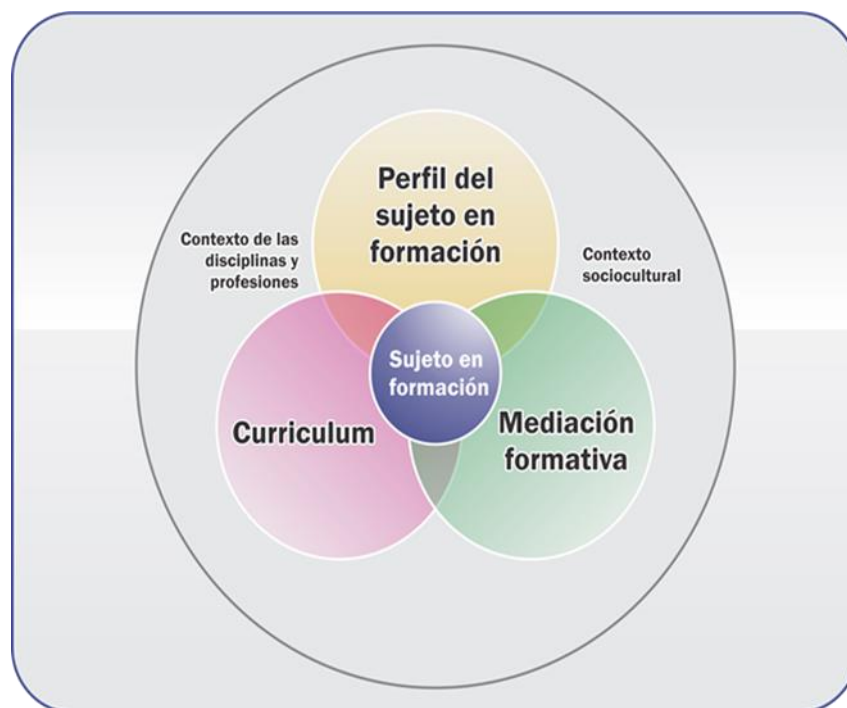 Perfil del
sujeto en
formación
Contexto de las
disciplinas y
profesiones
Contexto
sociocultural
Sujeto en
formación
Curriculum
Mediación
formativa